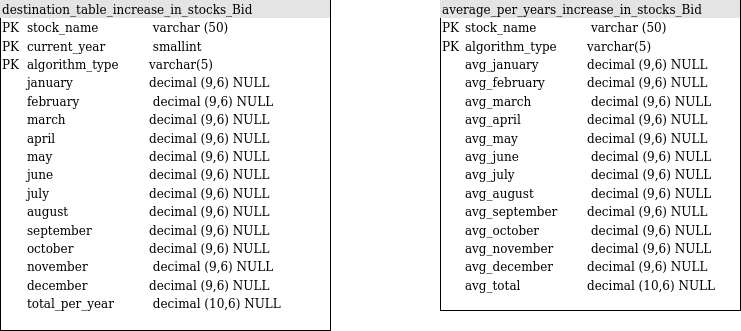 destination_table_increase_in_stocks_Bid
PK stock_name varchar (50)
PK current_year smallint
PK algorithm_type varchar(5)
january decimal (9,6) NULL
february decimal (9,6) NULL
march decimal (9,6) NULL
april decimal (9,6) NULL
may decimal (9,6) NULL
june decimal (9,6) NULL
july decimal (9,6) NULL
august decimal (9,6) NULL
september decimal (9,6) NULL
october decimal (9,6) NULL
november decimal (9,6) NULL
december decimal (9,6) NULL
total_per_year decimal (10,6) NULL
average_per_years_increase_in_stocks_Bid
PK stock_name varchar (50)
PK algorithm_type varchar(5)
avg_january decimal (9,6) NULL
avg_february decimal (9,6) NULL
avg_march decimal (9,6) NULL
avg_april decimal (9,6) NULL
avg_may decimal (9,6) NULL
avg_june decimal (9,6) NULL
avg_july decimal (9,6) NULL
avg_august decimal (9,6) NULL
avg_september decimal (9,6) NULL
avg_october decimal (9,6) NULL
avg_november decimal (9,6) NULL
avg_december decimal (9,6) NULL
avg_total decimal (10,6) NULL